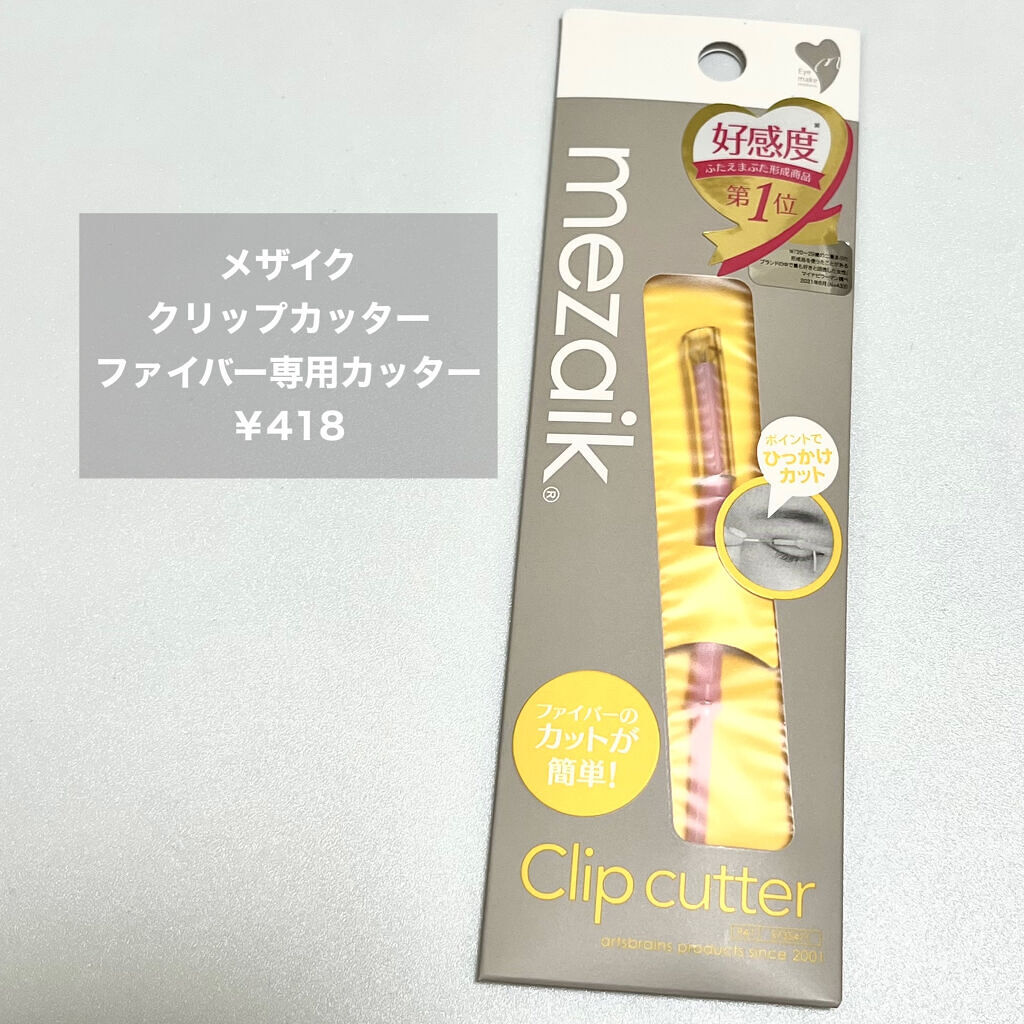 メザイク
クリップカッター
ファイバー専用カッター
¥418
Eye
make
好感度
※
ふたえまぶた形成商品
第1位
mezaik®
ポイントで
ひっかけ
カット
ファイバーの
カットが
簡単!
Clip cutter
artsbrains products since 2001